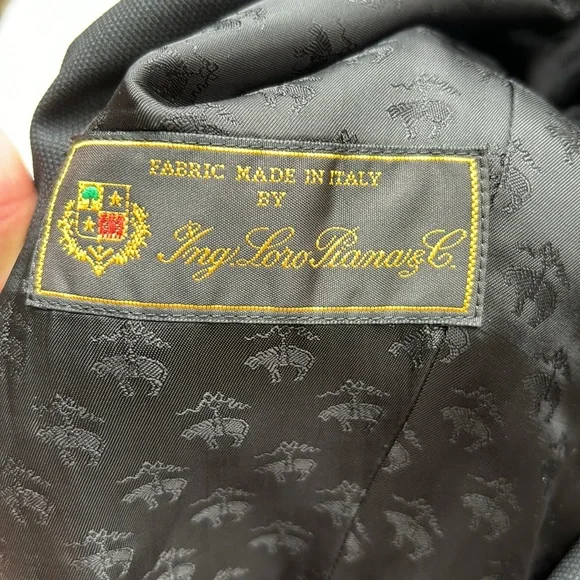 FABRIC MADE IN ITALY
BY
Ing. Loro Piana & C.